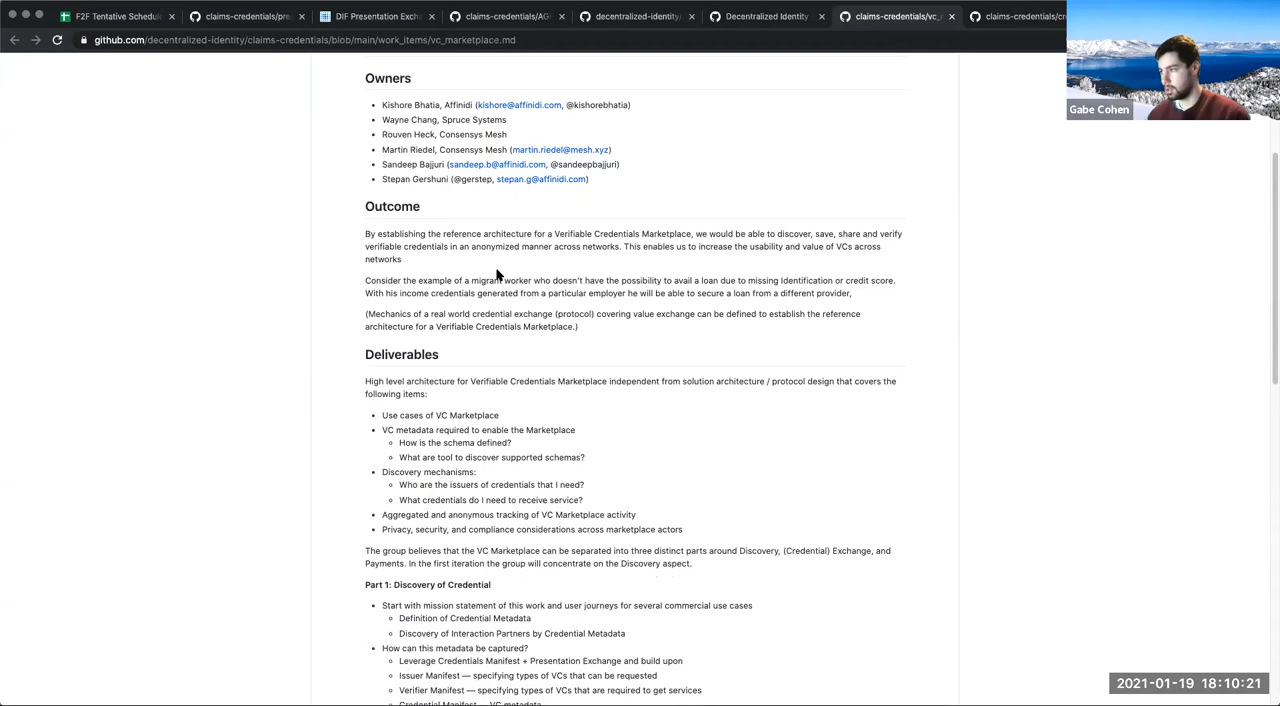 F2F Tentative Schedul
claims-credentials/pre
DIF Presentation Exch
claims-credentials/AG
decentralized-identity/
Decentralized Identity
claims-credentials/vc_
claims-credentials/cre
github.com/decentralized-identity/claims-credentials/blob/main/work_items/vc_marketplace.md
Gabe Cohen
Owners
Kishore Bhatia, Affinidi (kishore@affinidi.com, @kishorebhatia)
Wayne Chang, Spruce Systems
Rouven Heck, Consensys Mesh
Martin Riedel, Consensys Mesh (martin.riedel@mesh.xyz)
Sandeep Bajjuri (sandeep.b@affinidi.com, @sandeepbajjuri)
Stepan Gershuni (@gerstep, stepan.g@affinidi.com)
Outcome
By establishing the reference architecture for a Verifiable Credentials Marketplace, we would be able to discover, save, share and verify
verifiable credentials in an anonymized manner across networks. This enables us to increase the usability and value of VCs across
networks
Consider the example of a migrant worker who doesn't have the possibility to avail a loan due to missing Identification or credit score.
With his income credentials generated from a particular employer he will be able to secure a loan from a different provider,
(Mechanics of a real world credential exchange (protocol) covering value exchange can be defined to establish the reference
architecture for a Verifiable Credentials Marketplace.)
Deliverables
High level architecture for Verifiable Credentials Marketplace independent from solution architecture / protocol design that covers the
following items:
Use cases of VC Marketplace
VC metadata required to enable the Marketplace
How is the schema defined?
What are tool to discover supported schemas?
Discovery mechanisms:
Who are the issuers of credentials that I need?
What credentials do I need to receive service?
Aggregated and anonymous tracking of VC Marketplace activity
Privacy, security, and compliance considerations across marketplace actors
The group believes that the VC Marketplace can be separated into three distinct parts around Discovery, (Credential) Exchange, and
Payments. In the first iteration the group will concentrate on the Discovery aspect.
Part 1: Discovery of Credential
Start with mission statement of this work and user journeys for several commercial use cases
Definition of Credential Metadata
Discovery of Interaction Partners by Credential Metadata
How can this metadata be captured?
Leverage Credentials Manifest + Presentation Exchange and build upon
Issuer Manifest — specifying types of VCs that can be requested
Verifier Manifest — specifying types of VCs that are required to get services
Credential Manifest — VC metadata
2021-01-19 18:10:21